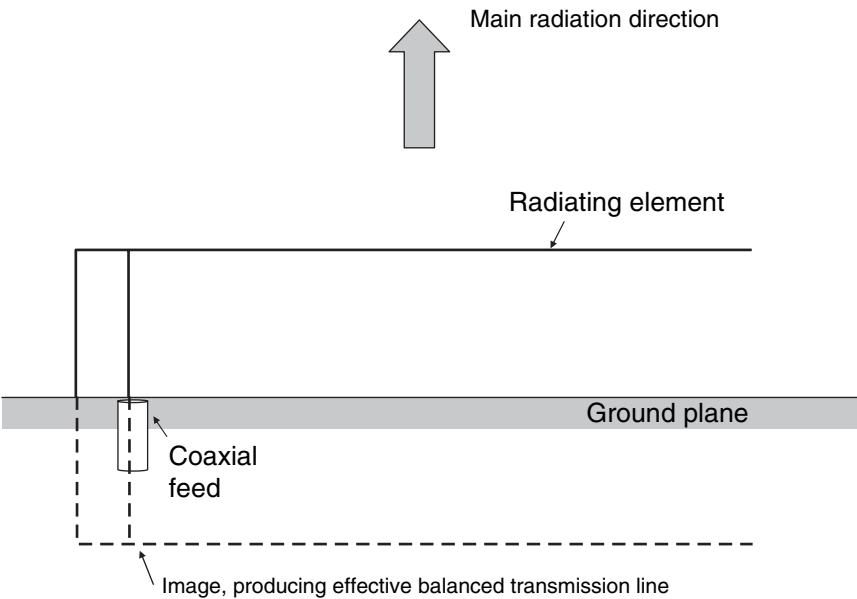 Main radiation direction
Radiating element
Ground plane
Coaxial
feed
Image, producing effective balanced transmission line